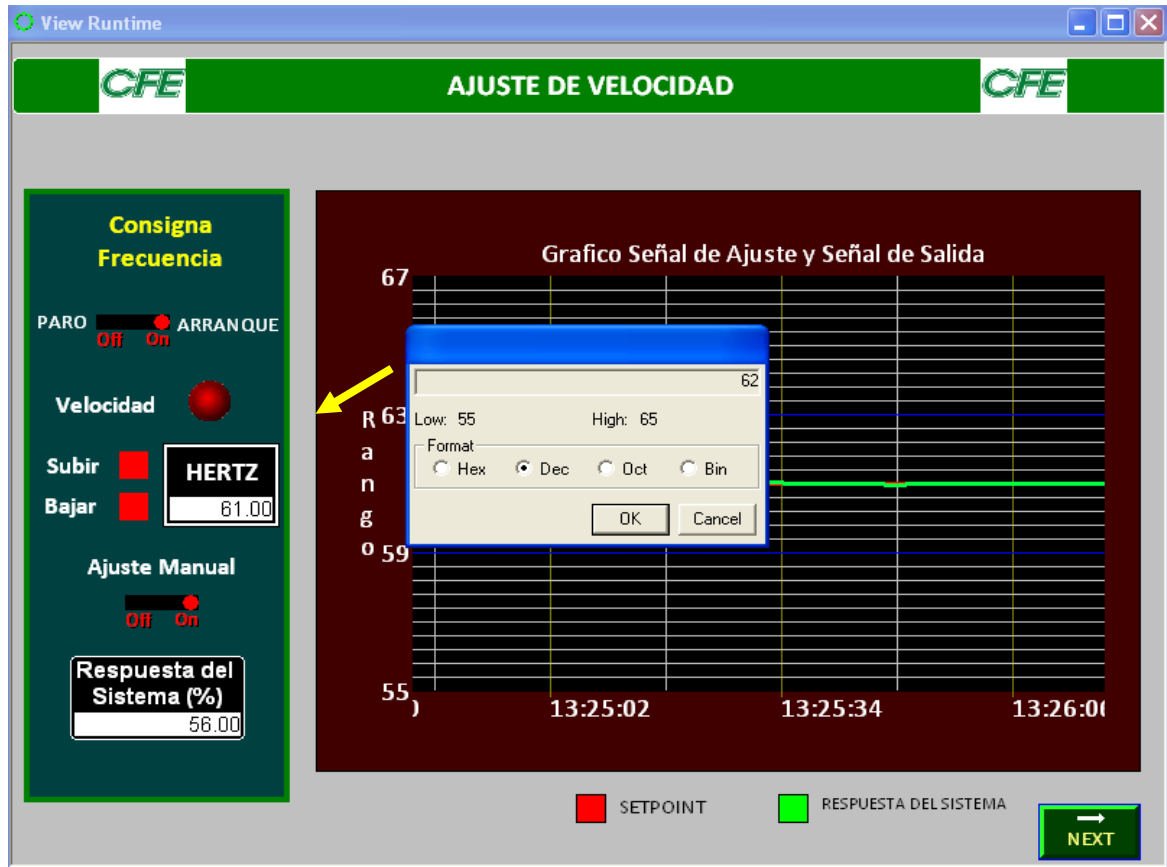 View Runtime
CFE
AJUSTE DE VELOCIDAD
CFE
Consigna
Frecuencia
PARO
ARRANQUE
Off On
Velocidad
Subir
Bajar
HERTZ
61.00
Ajuste Manual
Off On
Respuesta del
Sistema (%)
56.00
Grafico Señal de Ajuste y Señal de Salida
67
63
59
55
Rango
62
Low: 55 High: 65
Format
Hex Dec Oct Bin
OK Cancel
13:25:02 13:25:34
SETPOINT
RESPUESTA DEL SISTEMA
NEXT